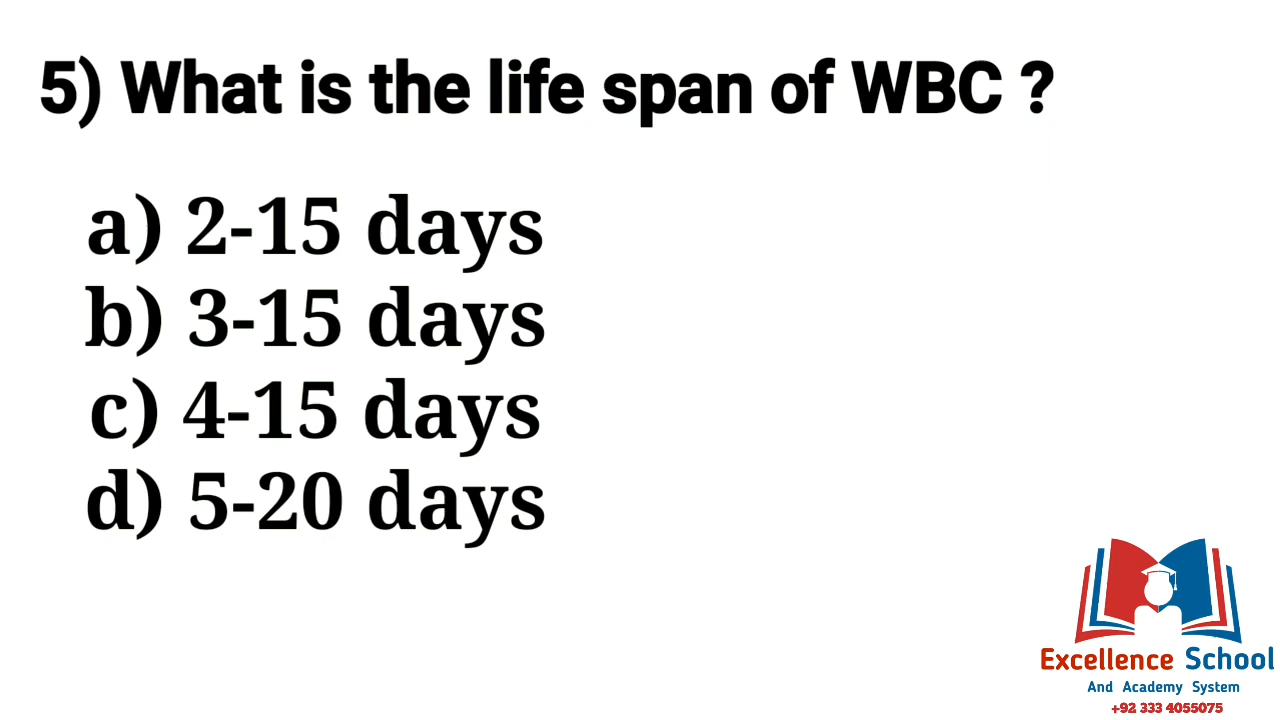 5) What is the life span of WBC ?
a) 2-15 days
b) 3-15 days
c) 4-15 days
d) 5-20 days
Excellence School
And Academy System
+92 333 4055075